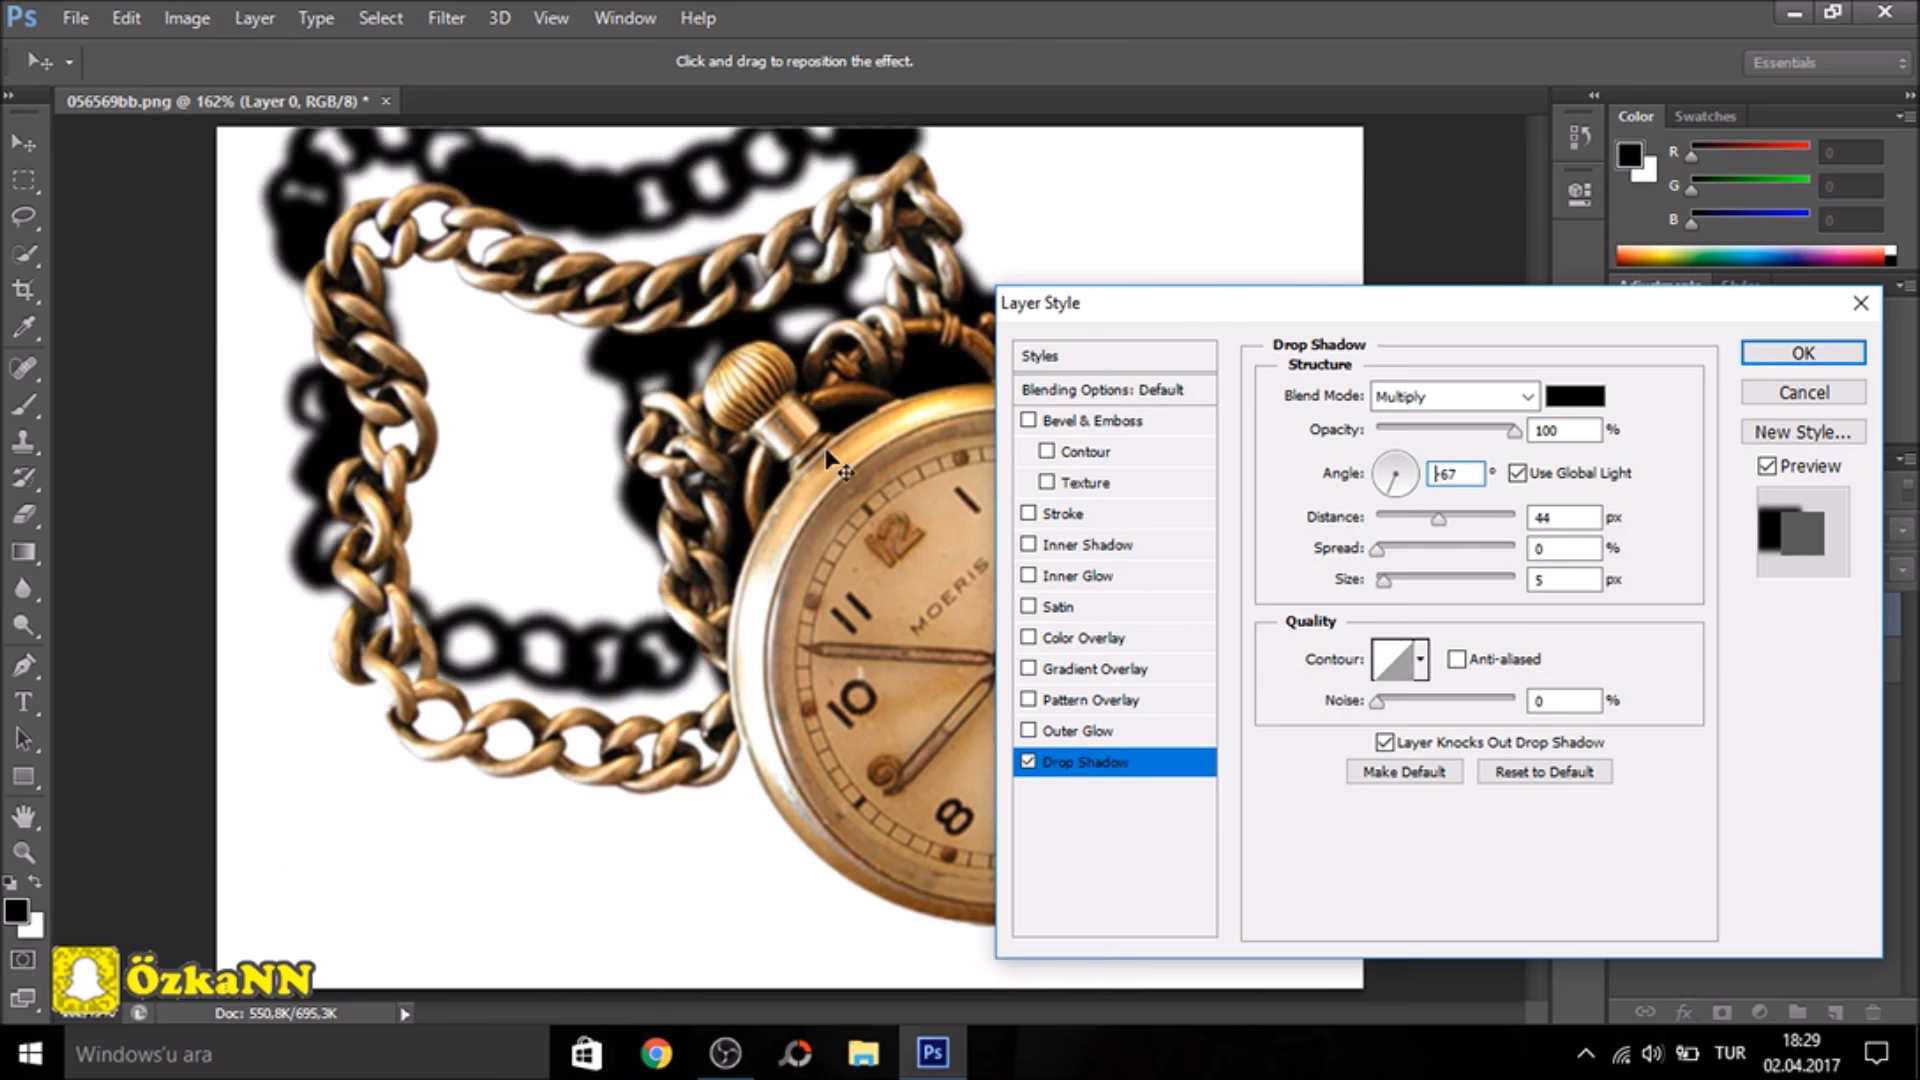 Ps File Edit Image Layer Type Select Filter 3D View Window Help
Click and drag to reposition the effect.
Essentials
056569bb.png @ 162% (Layer 0, RGB/8) * ×
Color Swatches
R 0
G 0
B 0
Layer Style
Styles
Blending Options: Default
Bevel & Emboss
Contour
Texture
Stroke
Inner Shadow
Inner Glow
Satin
Color Overlay
Gradient Overlay
Pattern Overlay
Outer Glow
Drop Shadow
Drop Shadow
Structure
Blend Mode: Multiply
Opacity: 100 %
Angle: -67 ° Use Global Light
Distance: 44 px
Spread: 0 %
Size: 5 px
Quality
Contour: Anti-aliased
Noise: 0 %
Layer Knocks Out Drop Shadow
Make Default Reset to Default
OK
Cancel
New Style...
Preview
MOERIS
1
12
11
10
9
8
ÖzkaNN
Doc: 550,8K/695,3K
Windows'u ara
Ps
TUR
18:29
02.04.2017